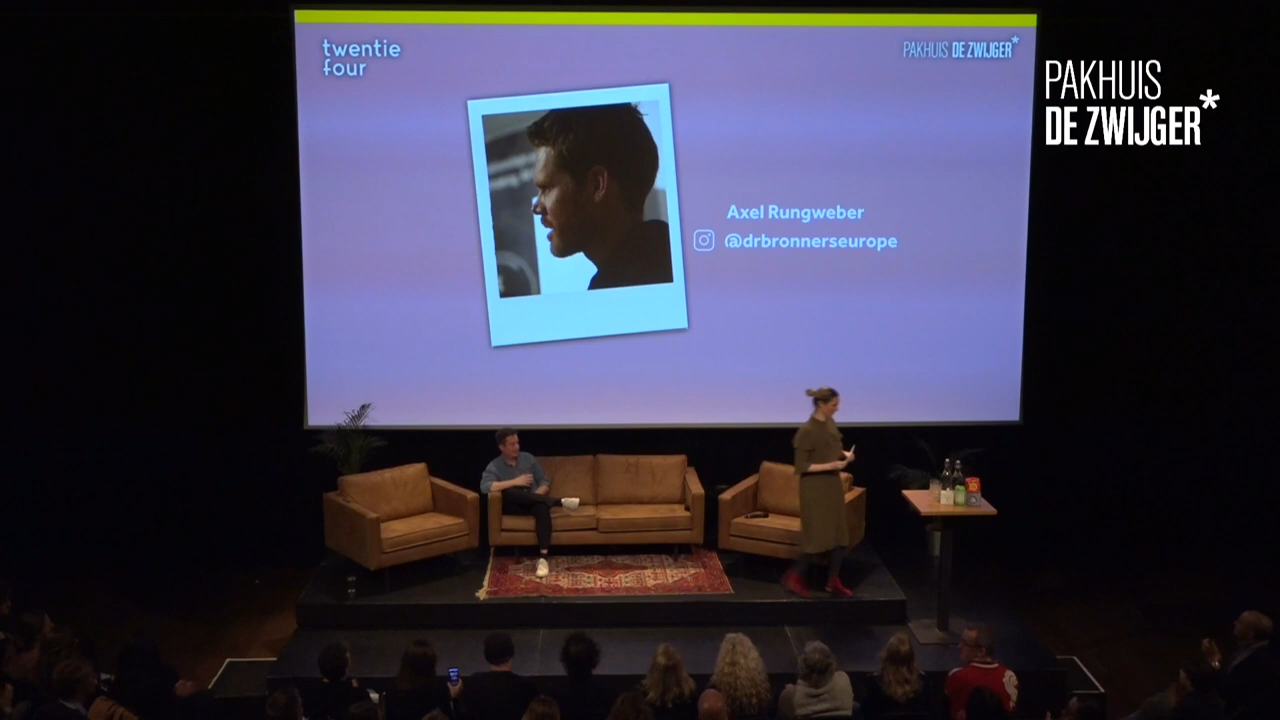 twentie
four
PAKHUIS DE ZWIJGER*
PAKHUIS
DE ZWIJGER*
Axel Rungweber
@drbronnerseurope